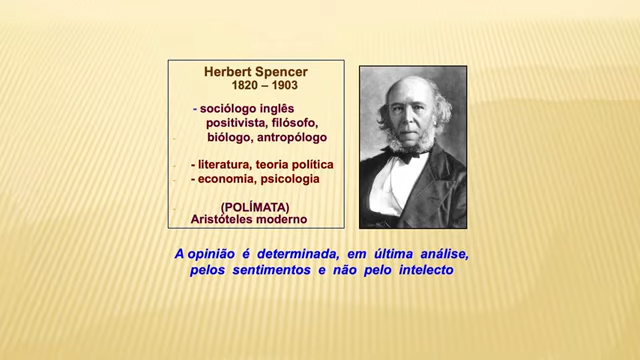 Herbert Spencer
1820 – 1903
- sociólogo inglês
positivista, filósofo,
- biólogo, antropólogo
- - literatura, teoria política
- - economia, psicologia
- (POLÍMATA)
Aristóteles moderno
A opinião é determinada, em última análise,
pelos sentimentos e não pelo intelecto